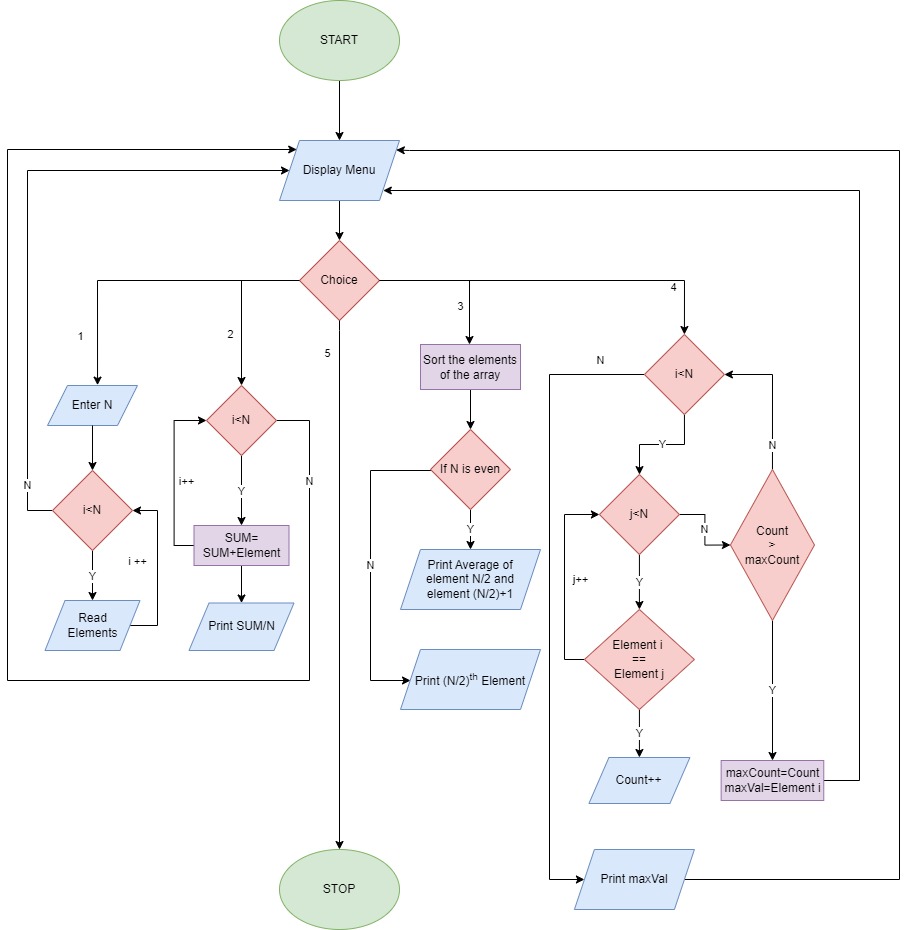 START
Display Menu
Choice
1
2
3
4
5
Enter N
i<N
N
Y
i ++
Read
Elements
i<N
i++
Y
N
SUM=
SUM+Element
Print SUM/N
Sort the elements
of the array
If N is even
Y
N
Print Average of
element N/2 and
element (N/2)+1
Print (N/2)th Element
N
i<N
Y
j<N
N
j++
Y
Element i
==
Element j
Y
Count++
N
Count
>
maxCount
Y
maxCount=Count
maxVal=Element i
Print maxVal
STOP